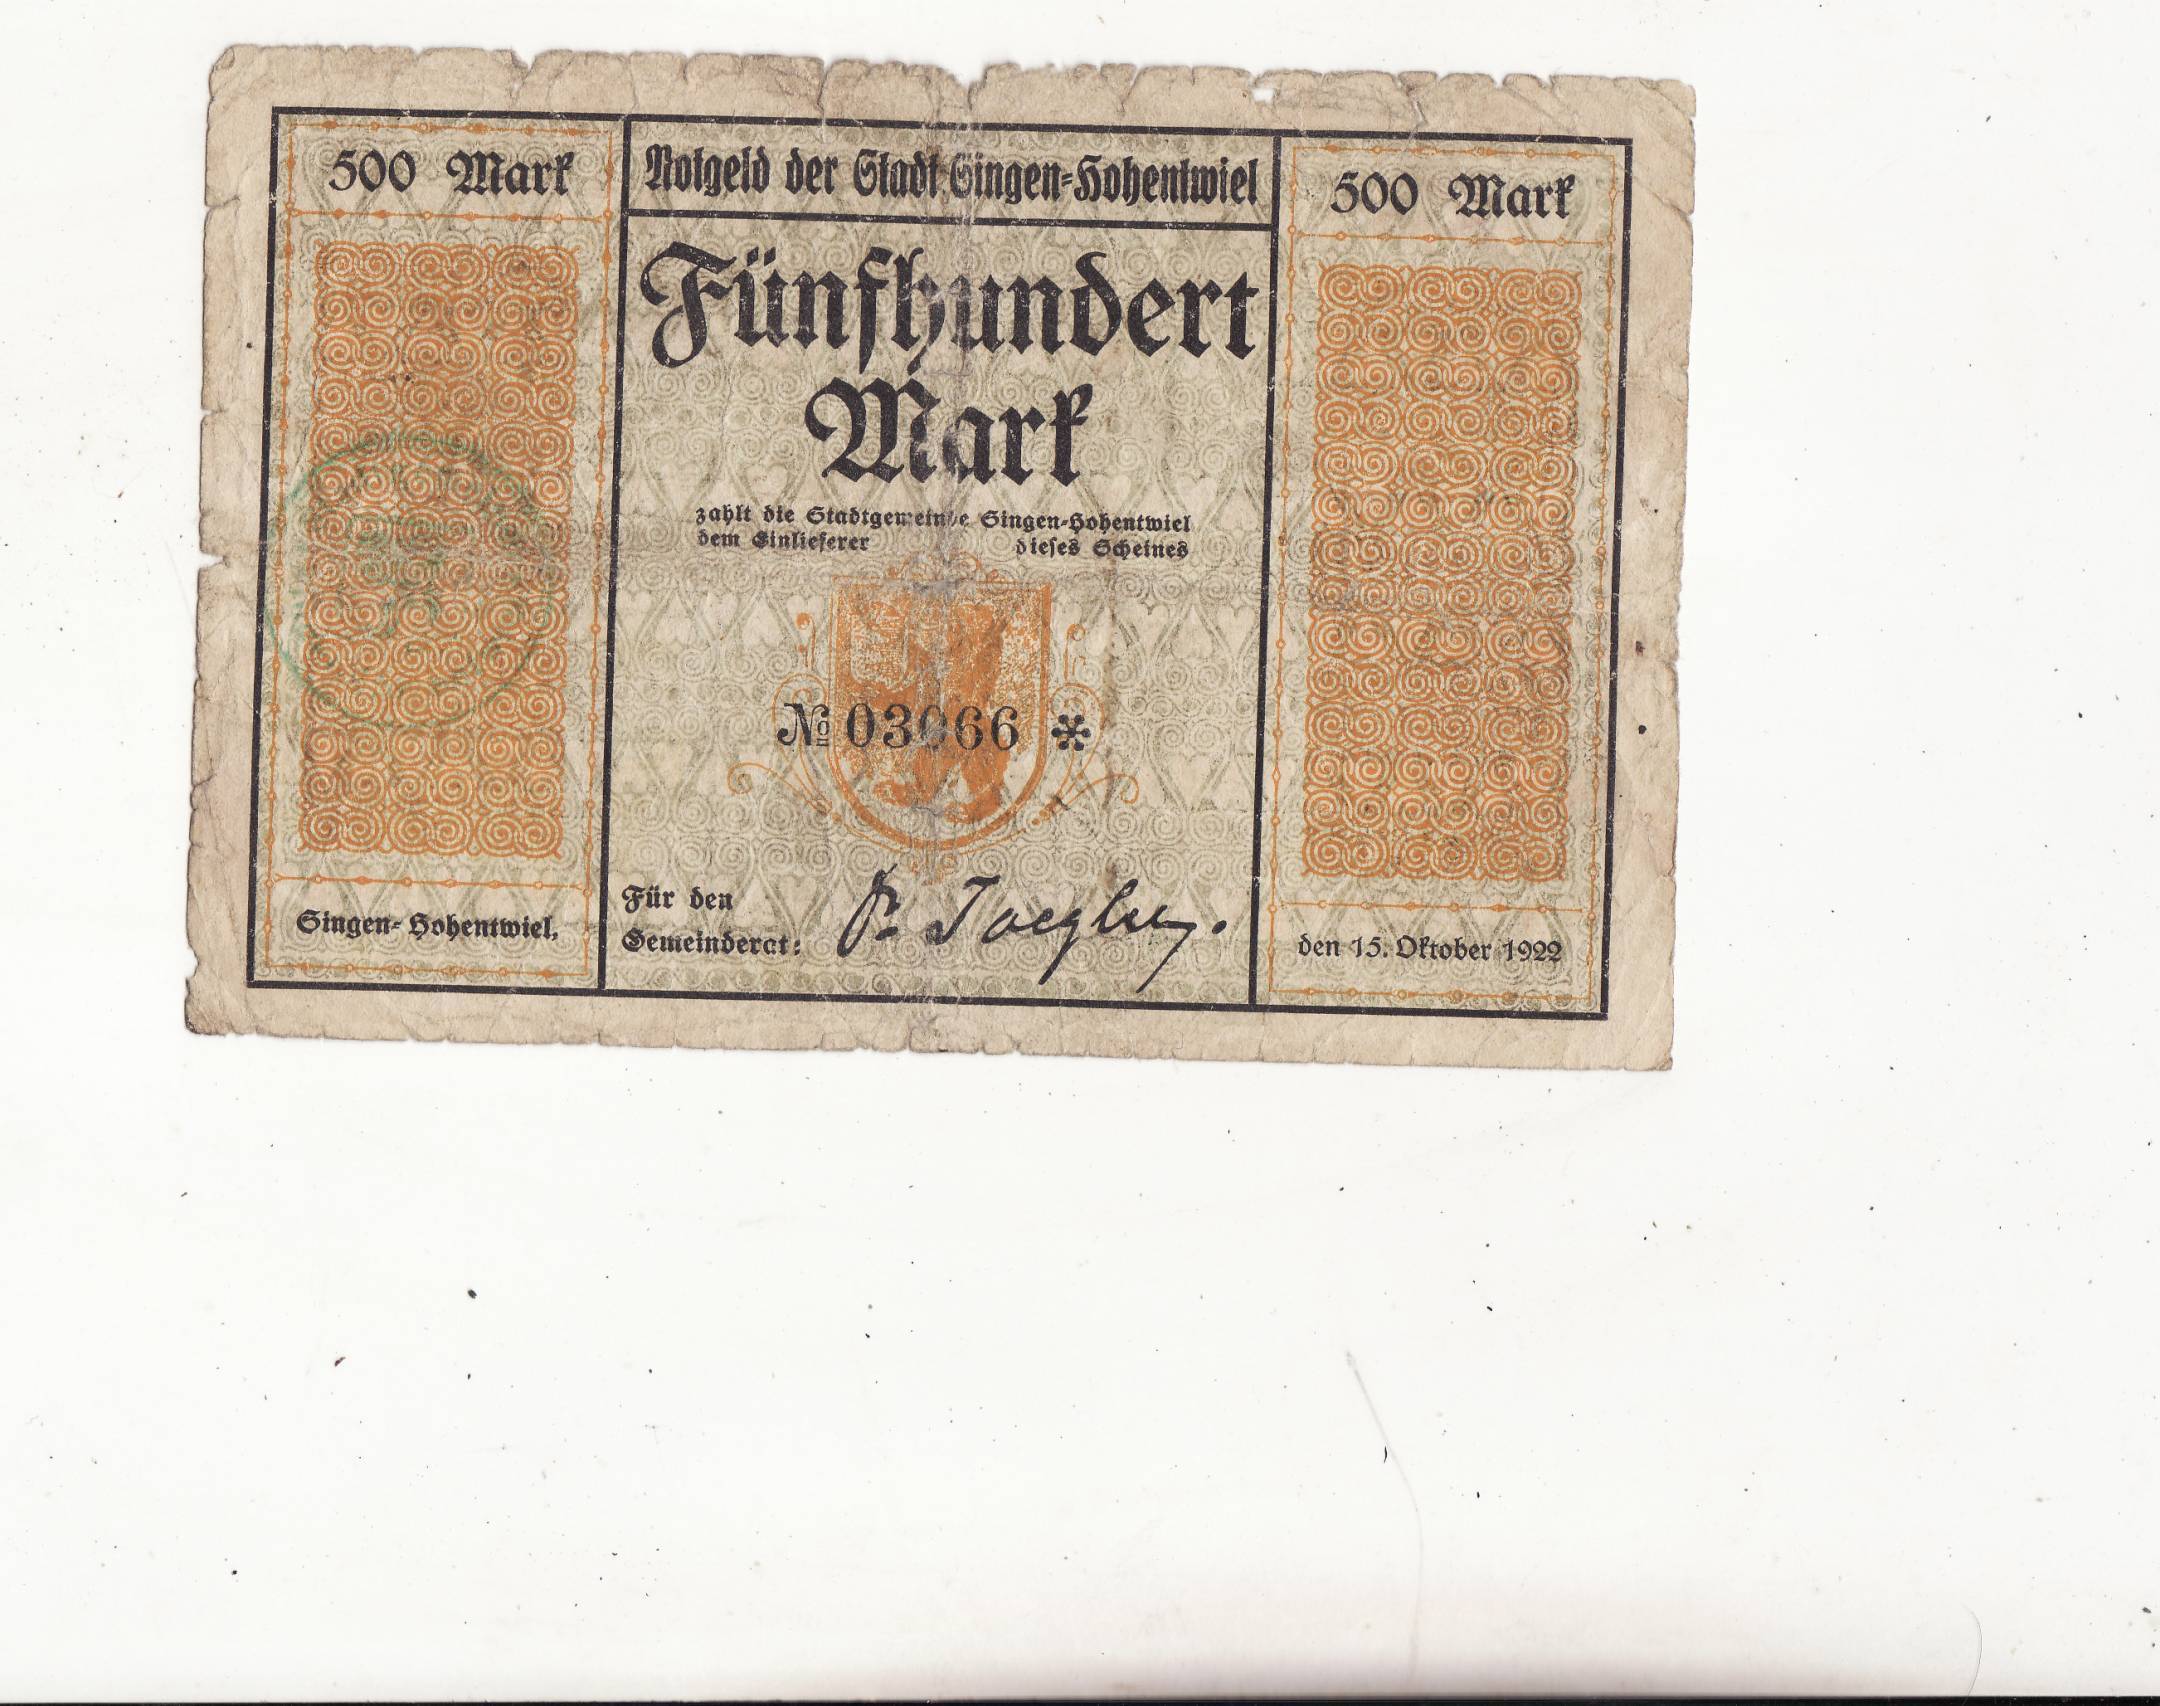 500 Mark
Notgeld der Stadt Singen-Hohentwiel
500 Mark
Fünfhundert
Mark
zahlt die Stadtgemeinde Singen-Hohentwiel
dem Einlieferer dieses Scheines
№ 03066 *
Für den
Gemeinderat:
Singen-Hohentwiel,
den 15. Oktober 1922